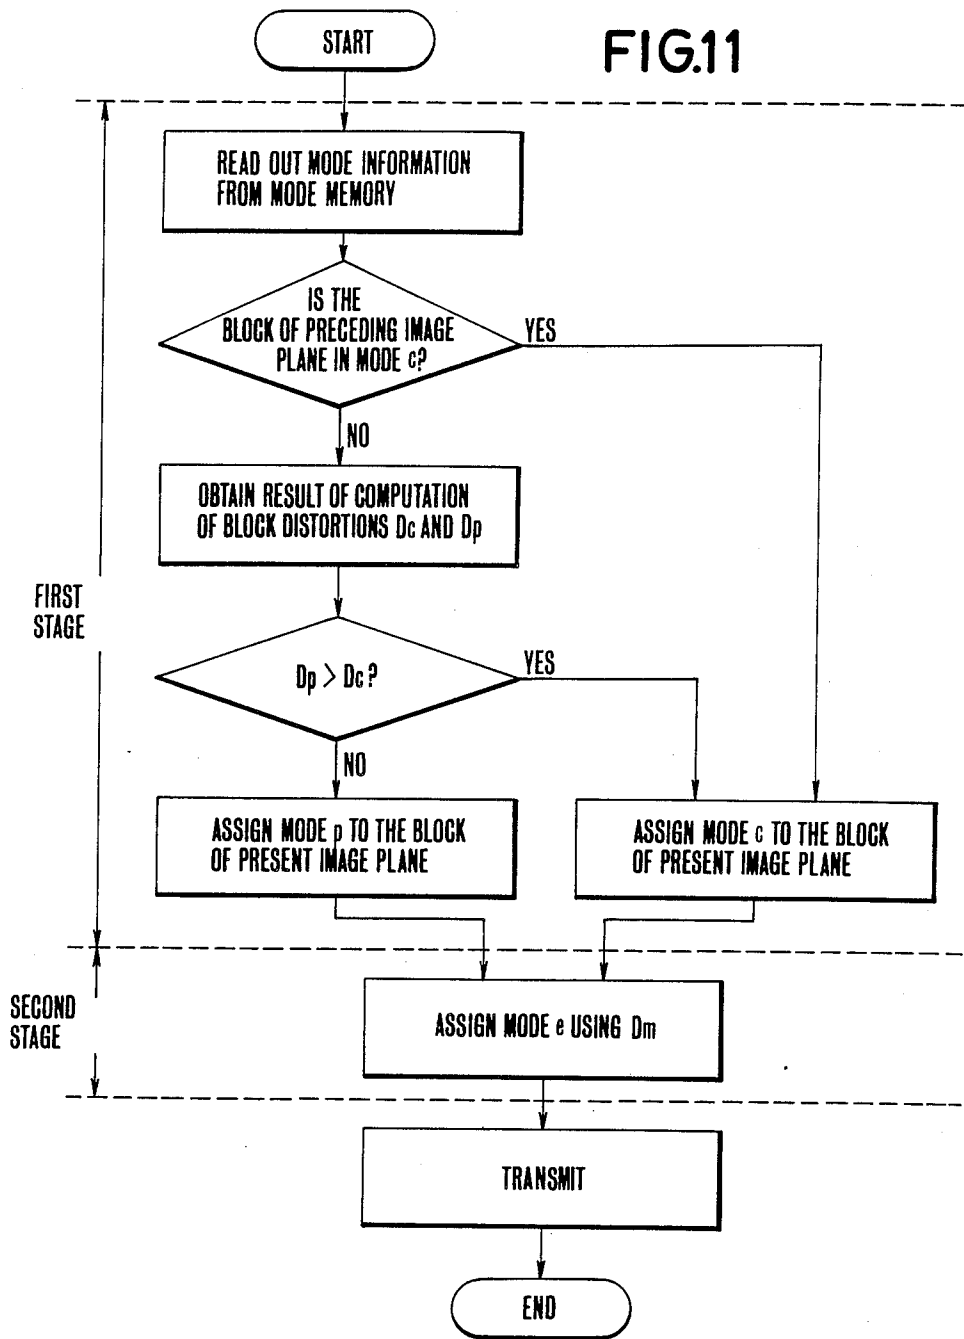 START
FIG.11
READ OUT MODE INFORMATION
FROM MODE MEMORY
IS THE
BLOCK OF PRECEDING IMAGE
PLANE IN MODE c?
YES
NO
OBTAIN RESULT OF COMPUTATION
OF BLOCK DISTORTIONS Dc AND Dp
FIRST
STAGE
Dp > Dc?
YES
NO
ASSIGN MODE p TO THE BLOCK
OF PRESENT IMAGE PLANE
ASSIGN MODE c TO THE BLOCK
OF PRESENT IMAGE PLANE
SECOND
STAGE
ASSIGN MODE e USING Dm
TRANSMIT
END